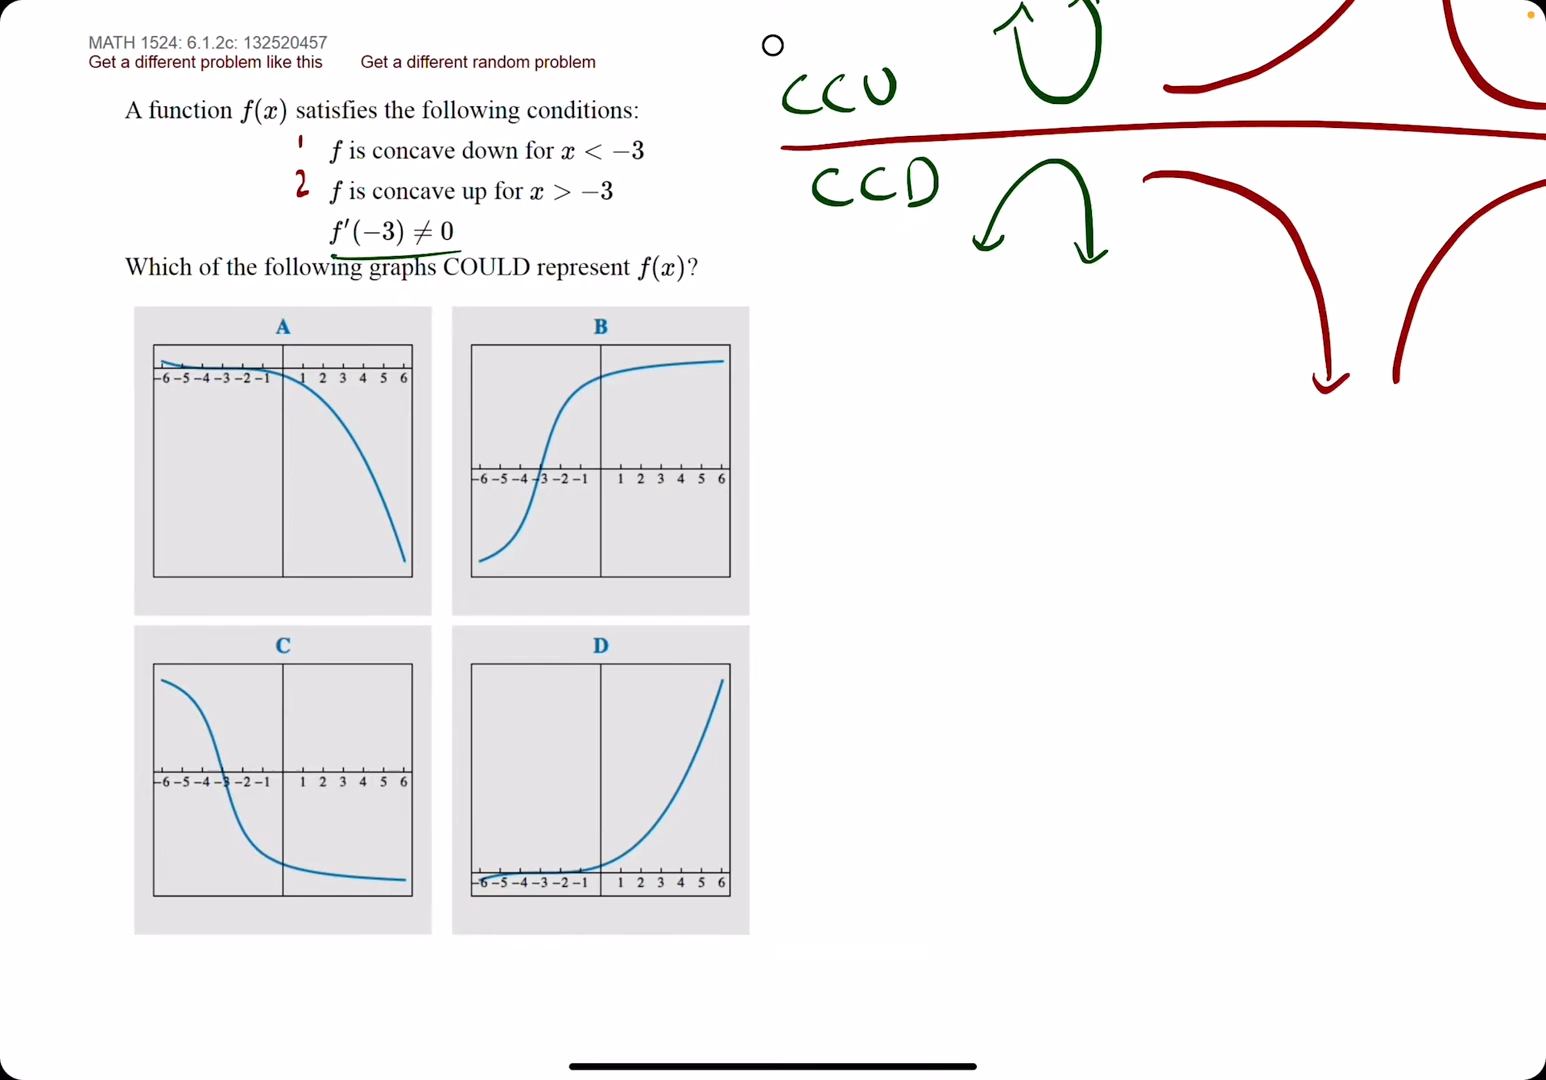 MATH 1524: 6.1.2c: 132520457
Get a different problem like this Get a different random problem
A function f(x) satisfies the following conditions:
1 f is concave down for x < −3
2 f is concave up for x > −3
f′(−3) ≠ 0
Which of the following graphs COULD represent f(x)?
CCU
CCD
A
−6 −5 −4 −3 −2 −1 1 2 3 4 5 6
B
−6 −5 −4 −3 −2 −1 1 2 3 4 5 6
C
−6 −5 −4 −3 −2 −1 1 2 3 4 5 6
D
−6 −5 −4 −3 −2 −1 1 2 3 4 5 6